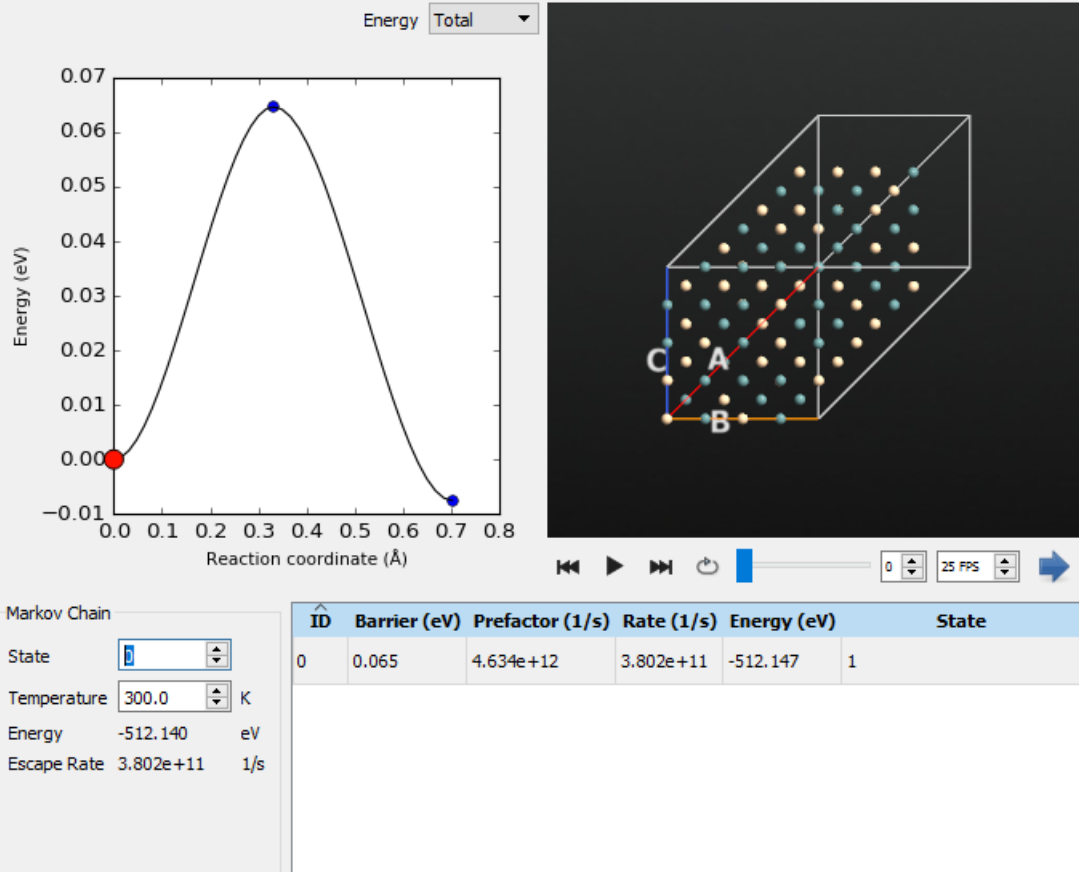 Energy Total
0.07
0.06
0.05
0.04
0.03
0.02
0.01
0.00
−0.01
Energy (eV)
0.0 0.1 0.2 0.3 0.4 0.5 0.6 0.7 0.8
Reaction coordinate (Å)
C A
B
0 25 FPS
Markov Chain
State 0
Temperature 300.0 K
Energy -512.140 eV
Escape Rate 3.802e+11 1/s
ID Barrier (eV) Prefactor (1/s) Rate (1/s) Energy (eV) State
0 0.065 4.634e+12 3.802e+11 -512.147 1